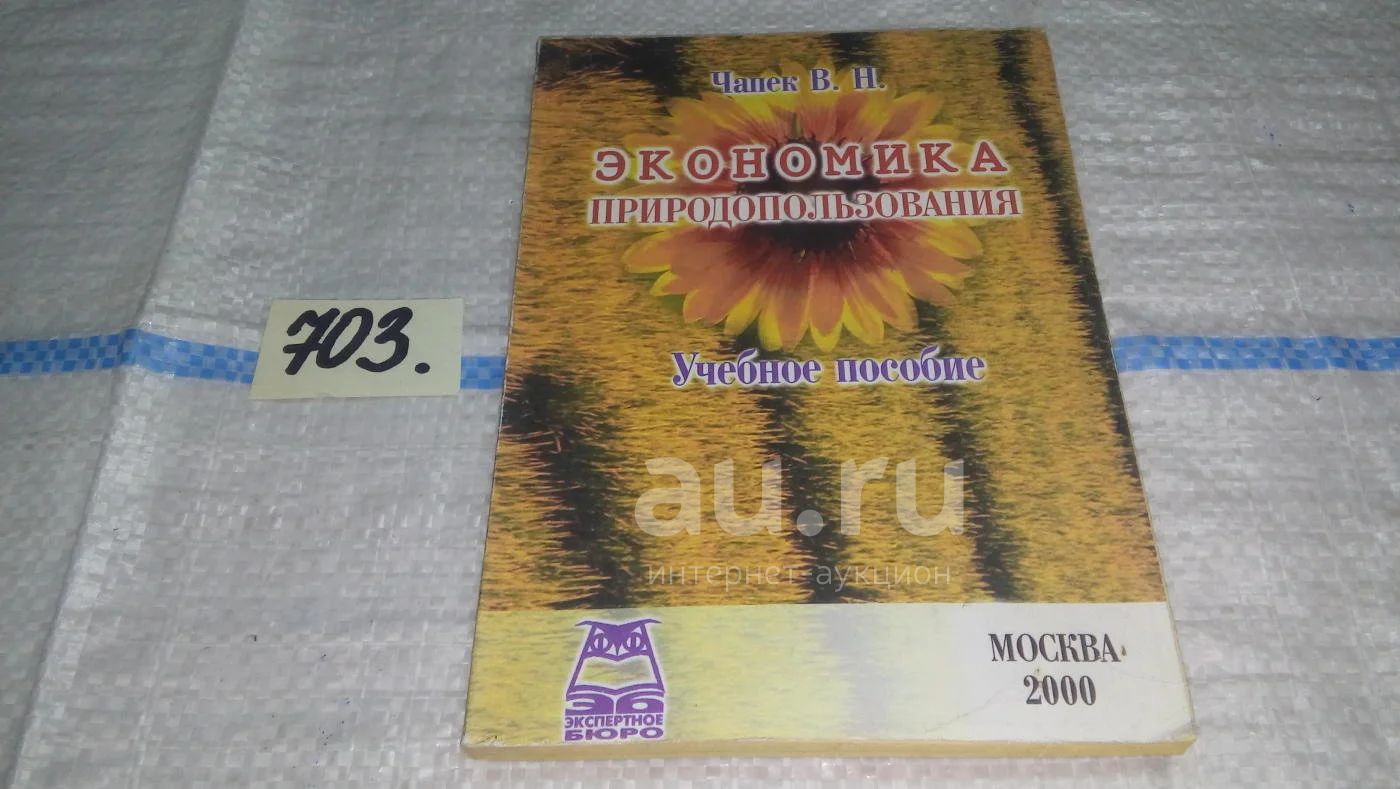 703.
Чапек В. Н.
ЭКОНОМИКА
ПРИРОДОПОЛЬЗОВАНИЯ
Учебное пособие
au.ru
интернет-аукцион
ЭБ
ЭКСПЕРТНОЕ
БЮРО
МОСКВА
2000